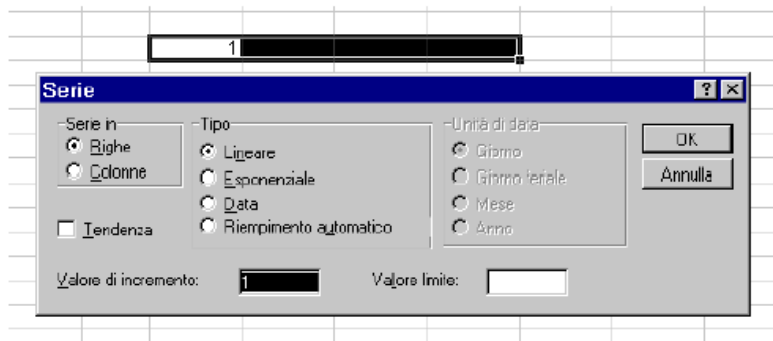 1
Serie
Serie in
Righe
Colonne
Tendenza
Tipo
Lineare
Esponenziale
Data
Riempimento automatico
Unità di data
Giorno
Giorno feriale
Mese
Anno
OK
Annulla
Valore di incremento: 1
Valore limite: